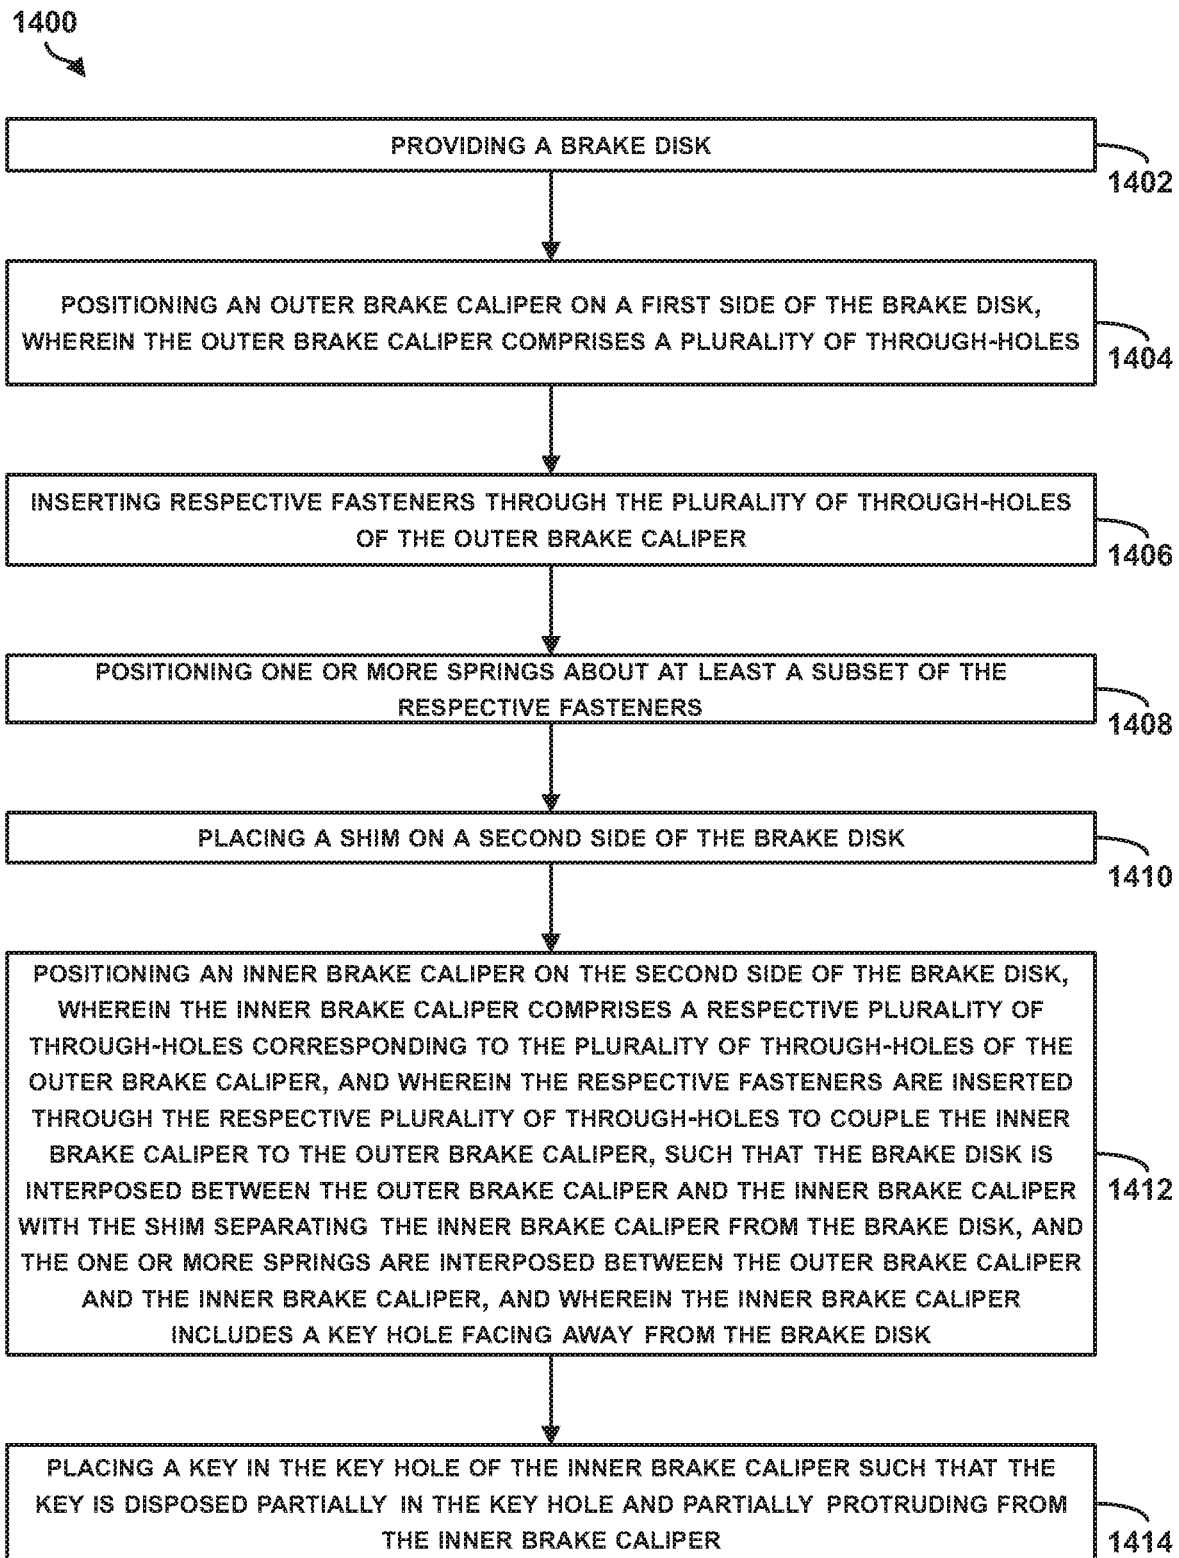 1400
PROVIDING A BRAKE DISK
1402
POSITIONING AN OUTER BRAKE CALIPER ON A FIRST SIDE OF THE BRAKE DISK,
WHEREIN THE OUTER BRAKE CALIPER COMPRISES A PLURALITY OF THROUGH-HOLES
1404
INSERTING RESPECTIVE FASTENERS THROUGH THE PLURALITY OF THROUGH-HOLES
OF THE OUTER BRAKE CALIPER
1406
POSITIONING ONE OR MORE SPRINGS ABOUT AT LEAST A SUBSET OF THE
RESPECTIVE FASTENERS
1408
PLACING A SHIM ON A SECOND SIDE OF THE BRAKE DISK
1410
POSITIONING AN INNER BRAKE CALIPER ON THE SECOND SIDE OF THE BRAKE DISK,
WHEREIN THE INNER BRAKE CALIPER COMPRISES A RESPECTIVE PLURALITY OF
THROUGH-HOLES CORRESPONDING TO THE PLURALITY OF THROUGH-HOLES OF THE
OUTER BRAKE CALIPER, AND WHEREIN THE RESPECTIVE FASTENERS ARE INSERTED
THROUGH THE RESPECTIVE PLURALITY OF THROUGH-HOLES TO COUPLE THE INNER
BRAKE CALIPER TO THE OUTER BRAKE CALIPER, SUCH THAT THE BRAKE DISK IS
INTERPOSED BETWEEN THE OUTER BRAKE CALIPER AND THE INNER BRAKE CALIPER
WITH THE SHIM SEPARATING THE INNER BRAKE CALIPER FROM THE BRAKE DISK, AND
THE ONE OR MORE SPRINGS ARE INTERPOSED BETWEEN THE OUTER BRAKE CALIPER
AND THE INNER BRAKE CALIPER, AND WHEREIN THE INNER BRAKE CALIPER
INCLUDES A KEY HOLE FACING AWAY FROM THE BRAKE DISK
1412
PLACING A KEY IN THE KEY HOLE OF THE INNER BRAKE CALIPER SUCH THAT THE
KEY IS DISPOSED PARTIALLY IN THE KEY HOLE AND PARTIALLY PROTRUDING FROM
THE INNER BRAKE CALIPER
1414